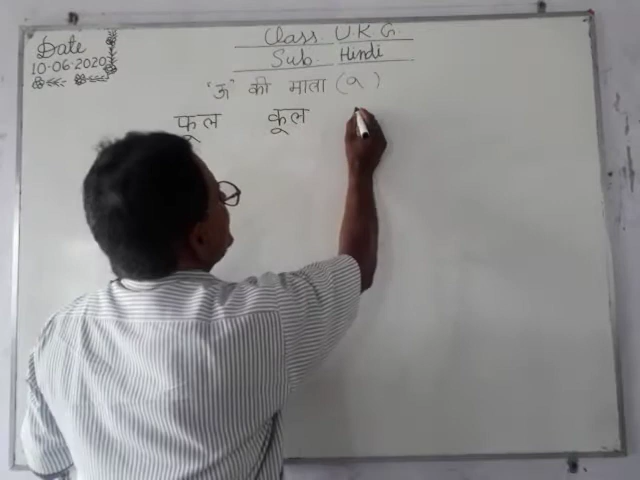 Date
10-06-2020
Class. U.K.G.
Sub. Hindi
"ऊ" की मात्रा ( ू )
फूल कूल